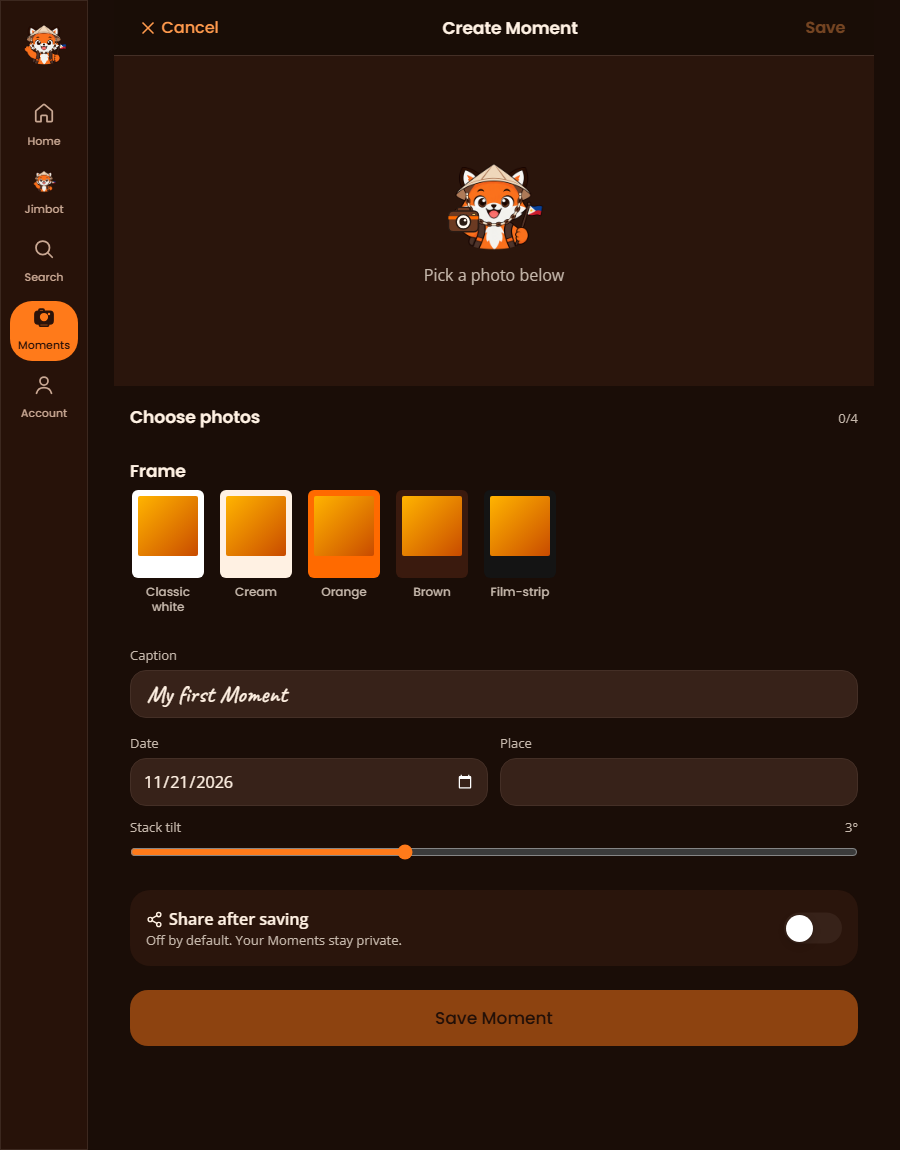 Cancel
Create Moment
Save
Home
Jimbot
Search
Moments
Account
Pick a photo below
Choose photos
0/4
Frame
Classic white
Cream
Orange
Brown
Film-strip
Caption
My first Moment
Date
Place
11/21/2026
Stack tilt
3°
Share after saving
Off by default. Your Moments stay private.
Save Moment